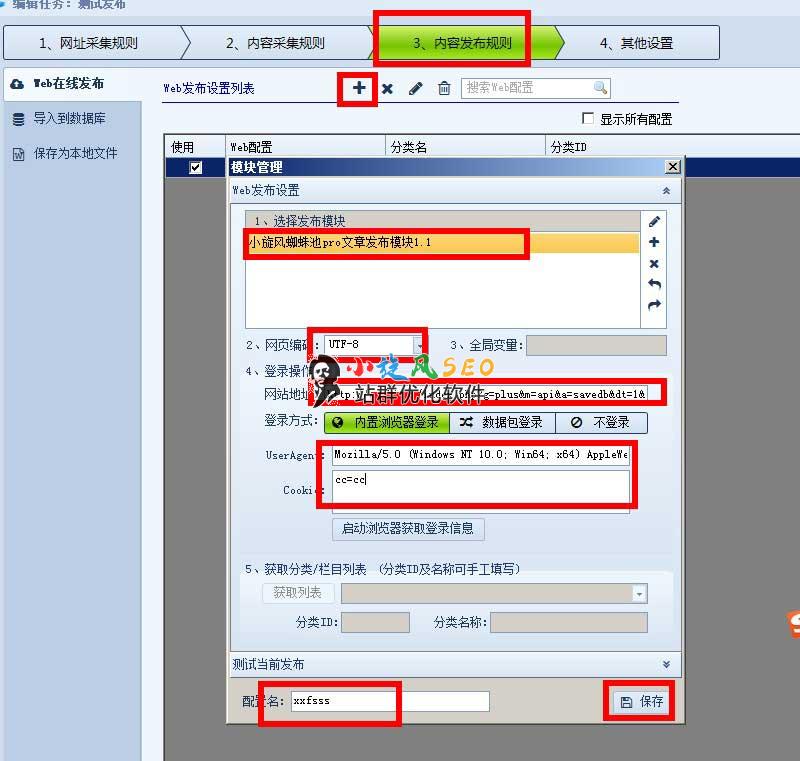 编辑任务: 测试发布
1、网址采集规则
2、内容采集规则
3、内容发布规则
4、其他设置
Web在线发布
导入到数据库
保存为本地文件
Web发布设置列表
搜索Web配置
显示所有配置
使用
Web配置
分类名
分类ID
模块管理
Web发布设置
1、选择发布模块
小旋风蜘蛛池pro文章发布模块1.1
2、网页编码:
UTF-8
3、全局变量:
小旋风SEO
站群优化软件
4、登录操作
网站地址
=plus&m=api&a=savedb&dt=1&
登录方式:
内置浏览器登录
数据包登录
不登录
UserAgent:
Mozilla/5.0 (Windows NT 10.0; Win64; x64) AppleWe
Cookie:
cc=cc
启动浏览器获取登录信息
5、获取分类/栏目列表 (分类ID及名称可手工填写)
获取列表
分类ID:
分类名称:
测试当前发布
配置名:
xxfsss
保存